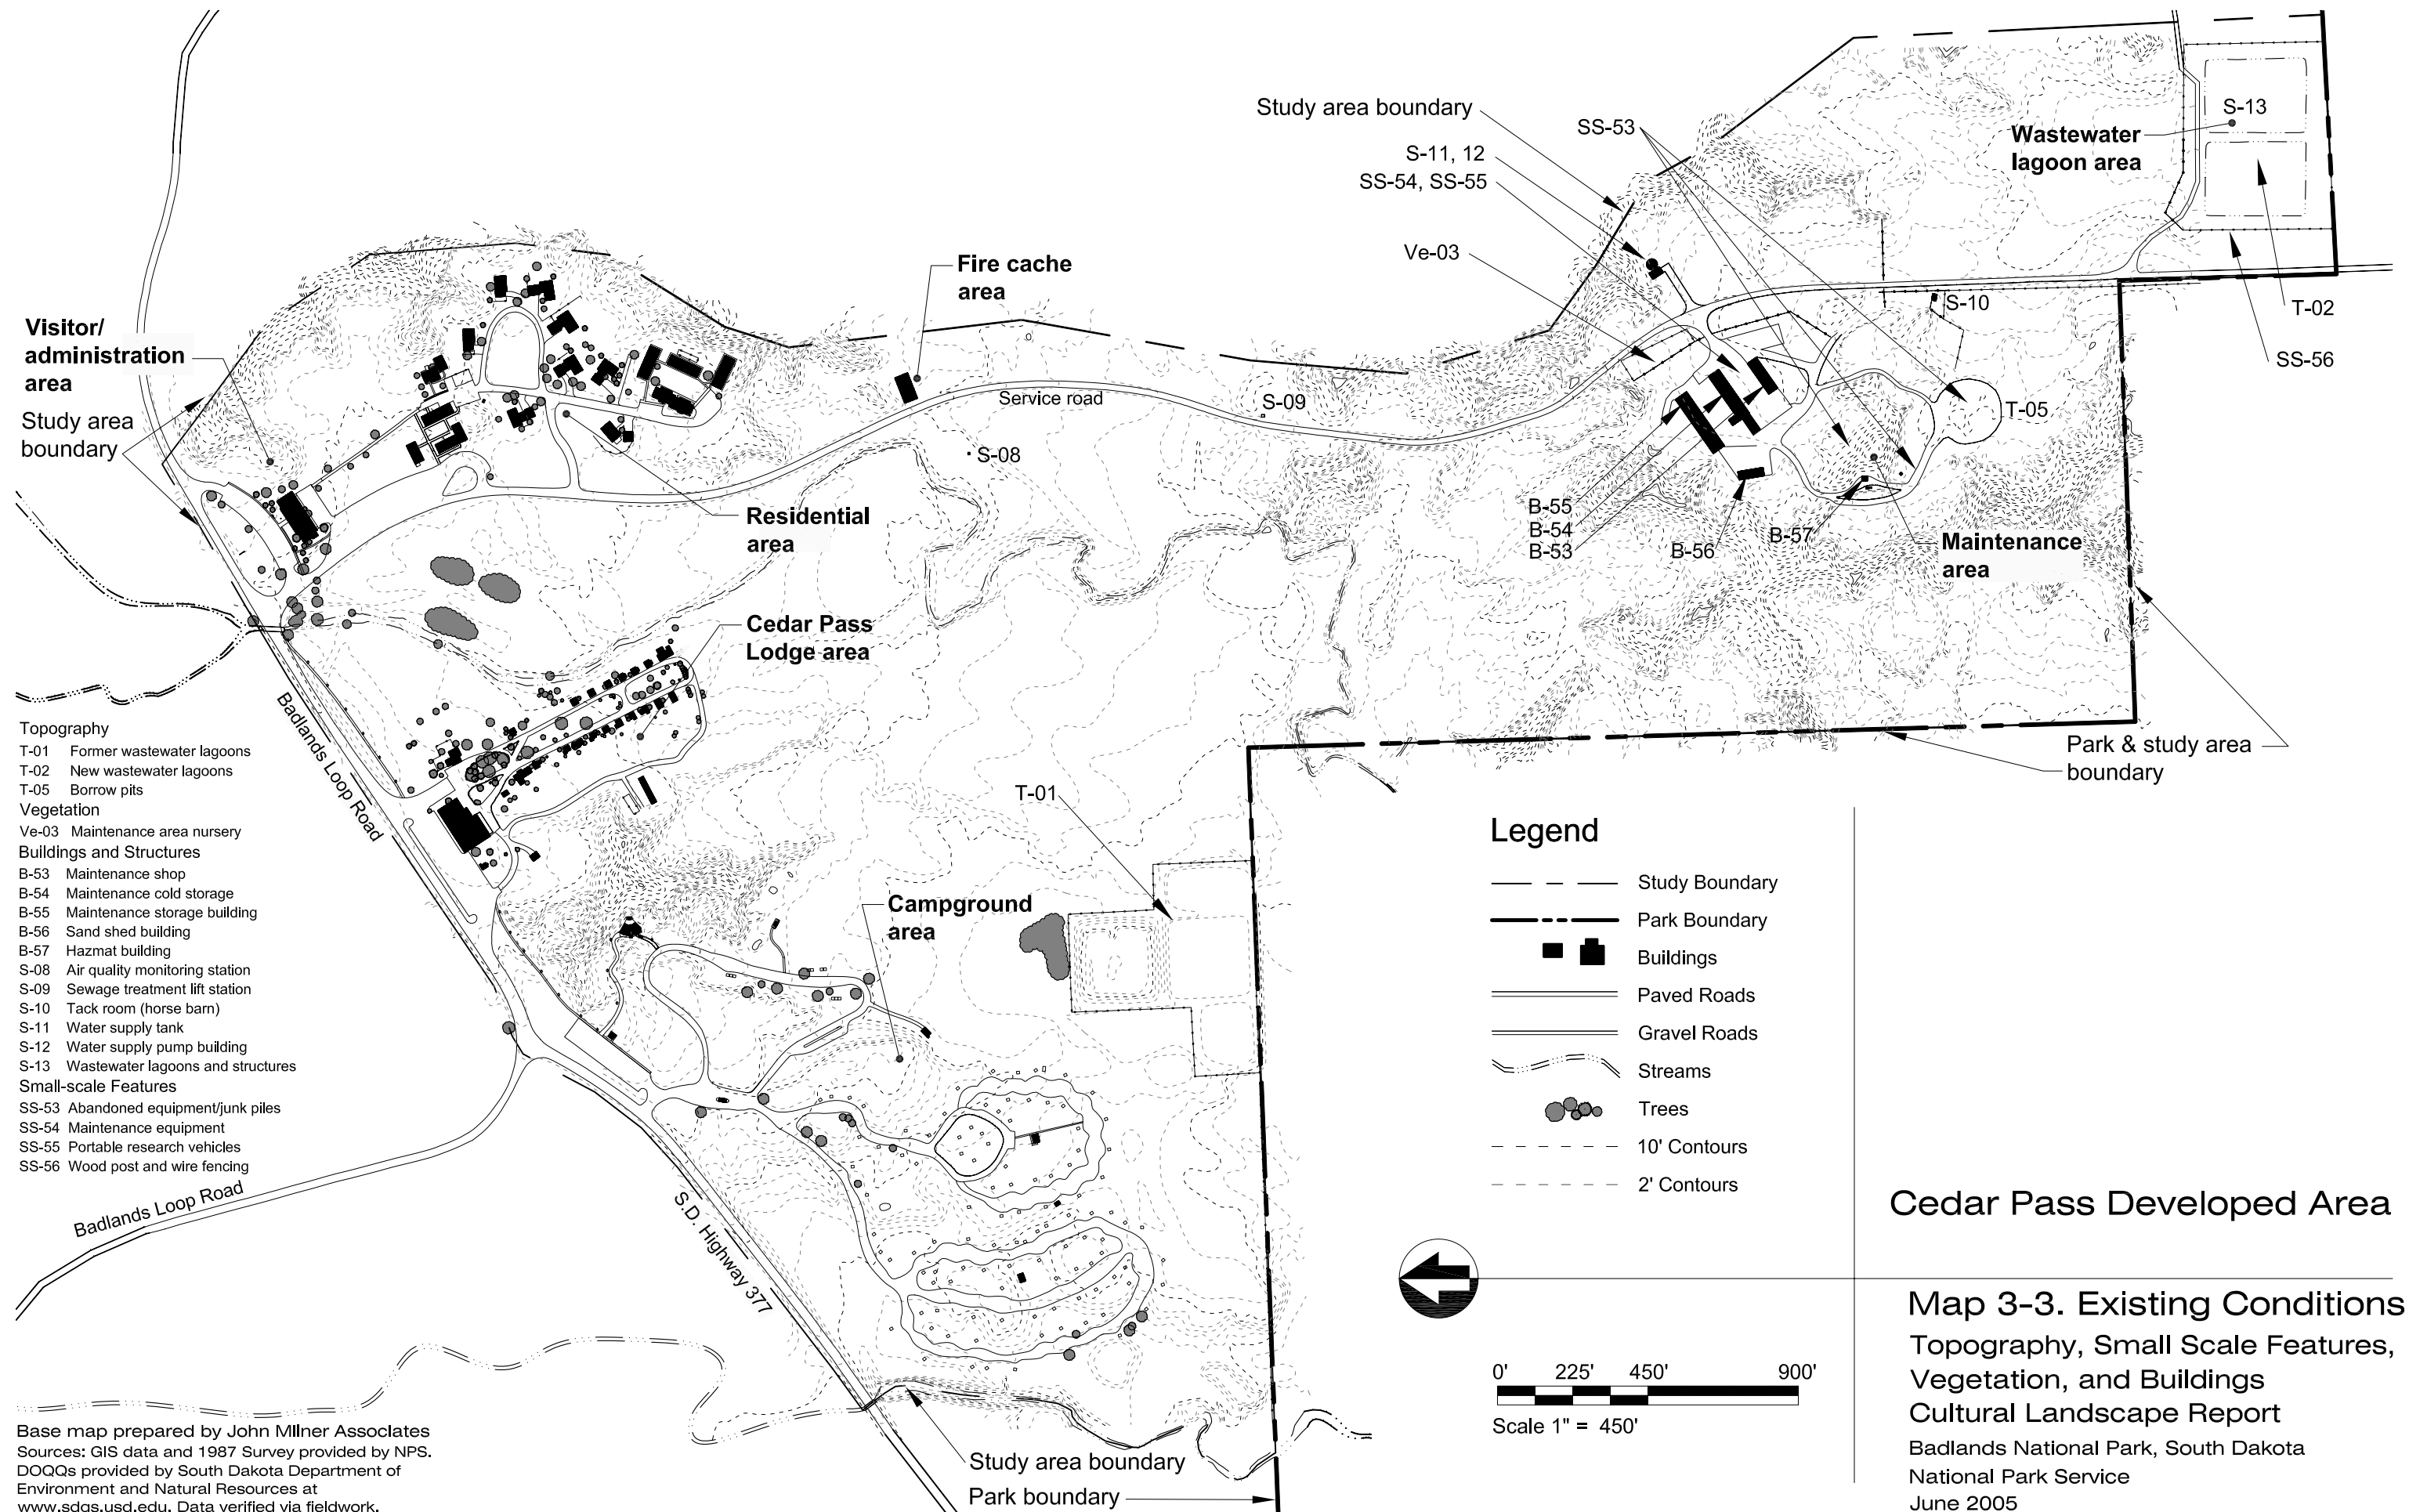 Study area boundary
S-11, 12
SS-54, SS-55
Ve-03
SS-53
S-13
Wastewater
lagoon area
S-10
T-02
SS-56
T-05
Fire cache
area
Service road
S-09
S-08
Visitor/
administration
area
Study area
boundary
Residential
area
B-55
B-54
B-53
B-56
B-57
Maintenance
area
Cedar Pass
Lodge area
Badlands Loop Road
Park & study area
boundary
T-01
Campground
area
Topography
T-01 Former wastewater lagoons
T-02 New wastewater lagoons
T-05 Borrow pits
Vegetation
Ve-03 Maintenance area nursery
Buildings and Structures
B-53 Maintenance shop
B-54 Maintenance cold storage
B-55 Maintenance storage building
B-56 Sand shed building
B-57 Hazmat building
S-08 Air quality monitoring station
S-09 Sewage treatment lift station
S-10 Tack room (horse barn)
S-11 Water supply tank
S-12 Water supply pump building
S-13 Wastewater lagoons and structures
Small-scale Features
SS-53 Abandoned equipment/junk piles
SS-54 Maintenance equipment
SS-55 Portable research vehicles
SS-56 Wood post and wire fencing
Badlands Loop Road
S.D. Highway 377
Legend
Study Boundary
Park Boundary
Buildings
Paved Roads
Gravel Roads
Streams
Trees
10' Contours
2' Contours
0' 225' 450' 900'
Scale 1" = 450'
Study area boundary
Park boundary
Cedar Pass Developed Area
Map 3-3. Existing Conditions
Topography, Small Scale Features,
Vegetation, and Buildings
Cultural Landscape Report
Badlands National Park, South Dakota
National Park Service
June 2005
Base map prepared by John Milner Associates
Sources: GIS data and 1987 Survey provided by NPS.
DOQQs provided by South Dakota Department of
Environment and Natural Resources at
www.sdgs.usd.edu. Data verified via fieldwork.